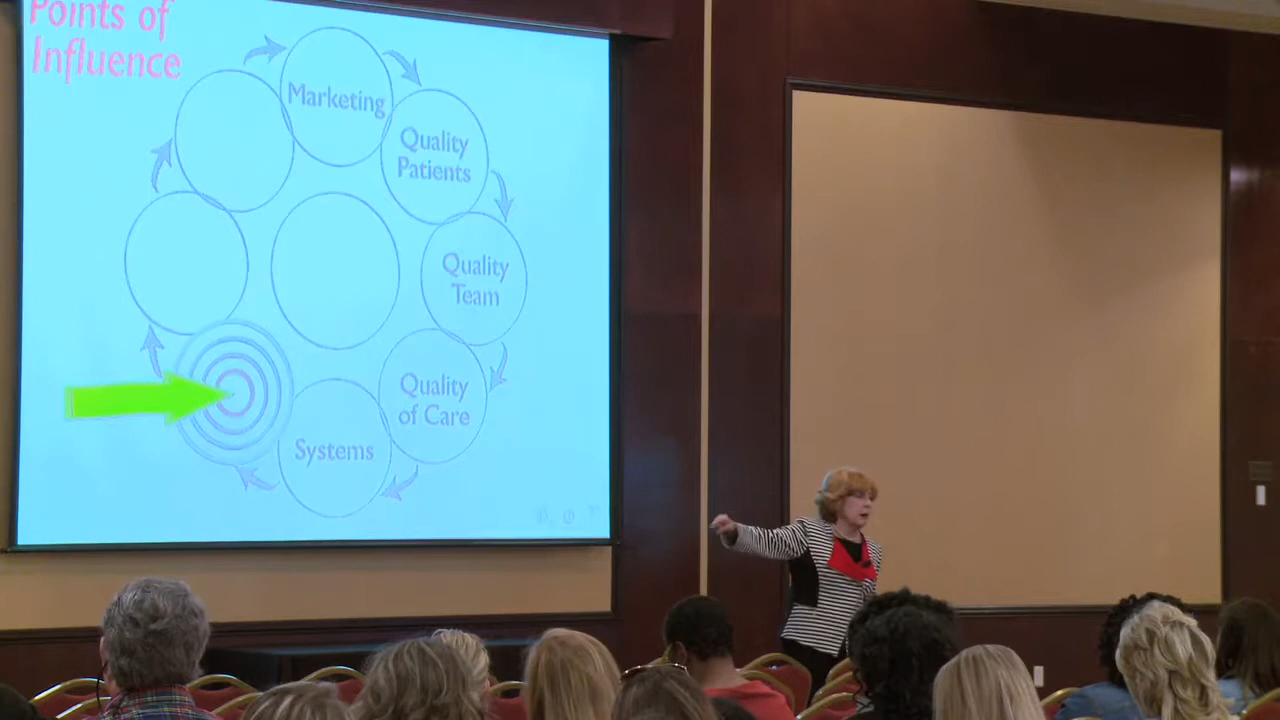 Points of
Influence
Marketing
Quality
Patients
Quality
Team
Quality
of Care
Systems